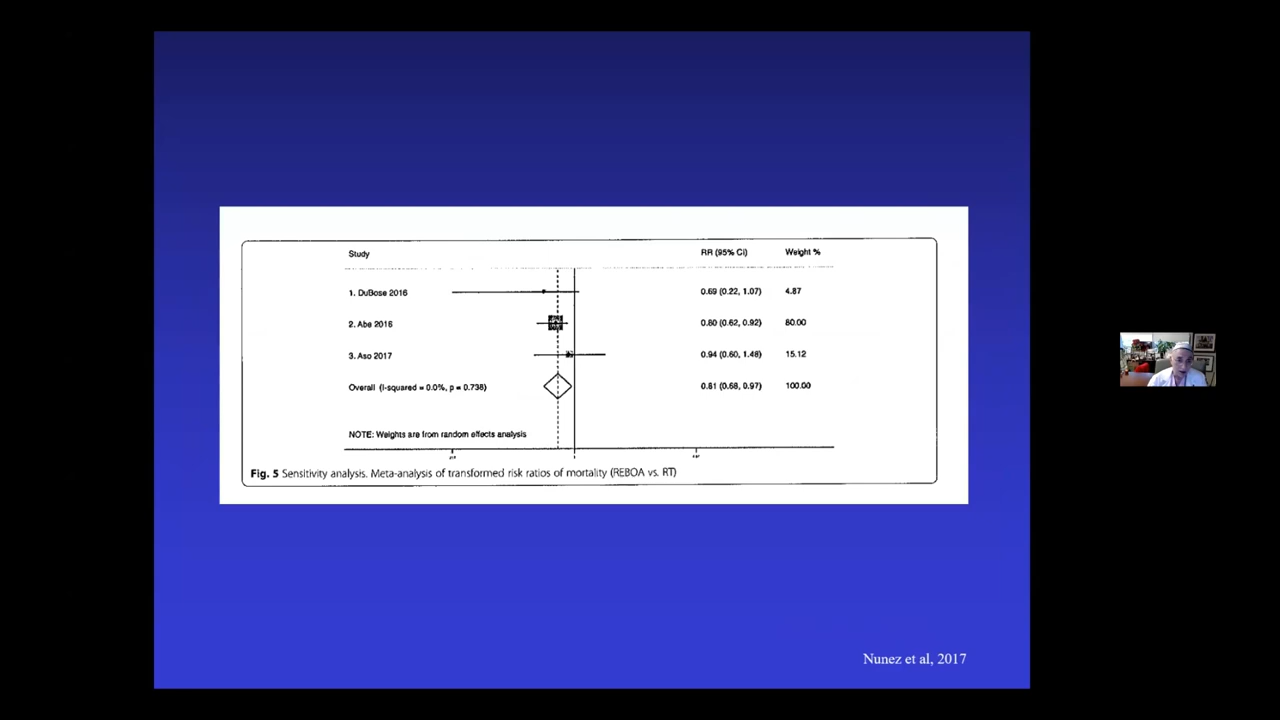 Study RR (95% CI) Weight %
1. DuBose 2016 0.69 (0.22, 1.07) 4.87
2. Abe 2016 0.80 (0.62, 0.92) 80.00
3. Aso 2017 0.94 (0.60, 1.48) 15.12
Overall (I-squared = 0.0%, p = 0.738) 0.81 (0.68, 0.97) 100.00
NOTE: Weights are from random effects analysis
Fig. 5 Sensitivity analysis. Meta-analysis of transformed risk ratios of mortality (REBOA vs. RT)
Nunez et al, 2017